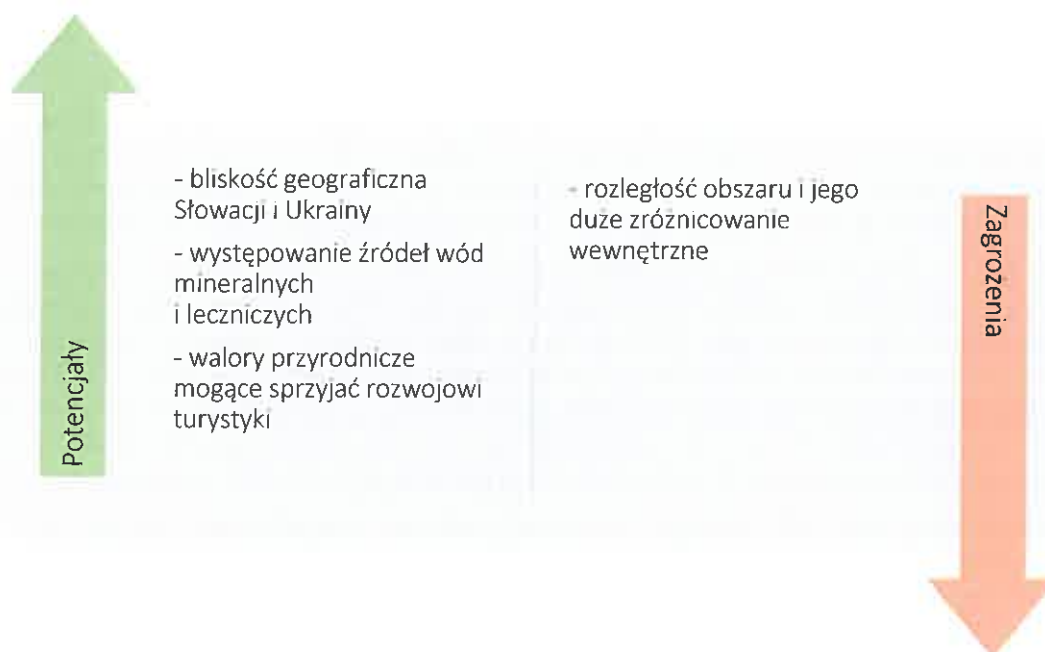 Potencjały
- bliskość geograficzna
Słowacji i Ukrainy
- występowanie źródeł wód
mineralnych
i leczniczych
- walory przyrodnicze
mogące sprzyjać rozwojowi
turystyki
- rozległość obszaru i jego
duże zróżnicowanie
wewnętrzne
Zagrożenia